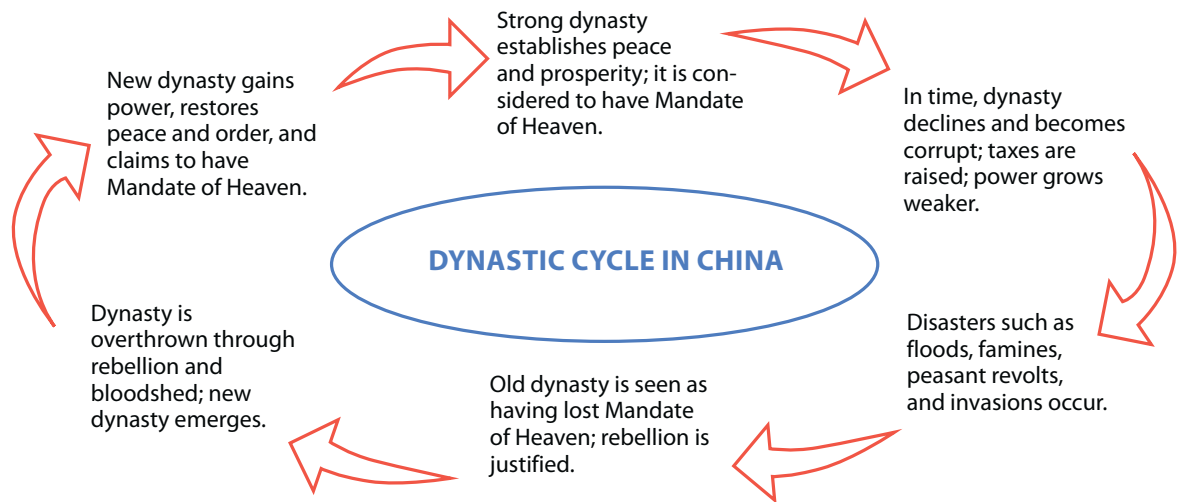 Strong dynasty
establishes peace
and prosperity; it is con-
sidered to have Mandate
of Heaven.
In time, dynasty
declines and becomes
corrupt; taxes are
raised; power grows
weaker.
Disasters such as
floods, famines,
peasant revolts,
and invasions occur.
Old dynasty is seen as
having lost Mandate
of Heaven; rebellion is
justified.
Dynasty is
overthrown through
rebellion and
bloodshed; new
dynasty emerges.
New dynasty gains
power, restores
peace and order, and
claims to have
Mandate of Heaven.
DYNASTIC CYCLE IN CHINA